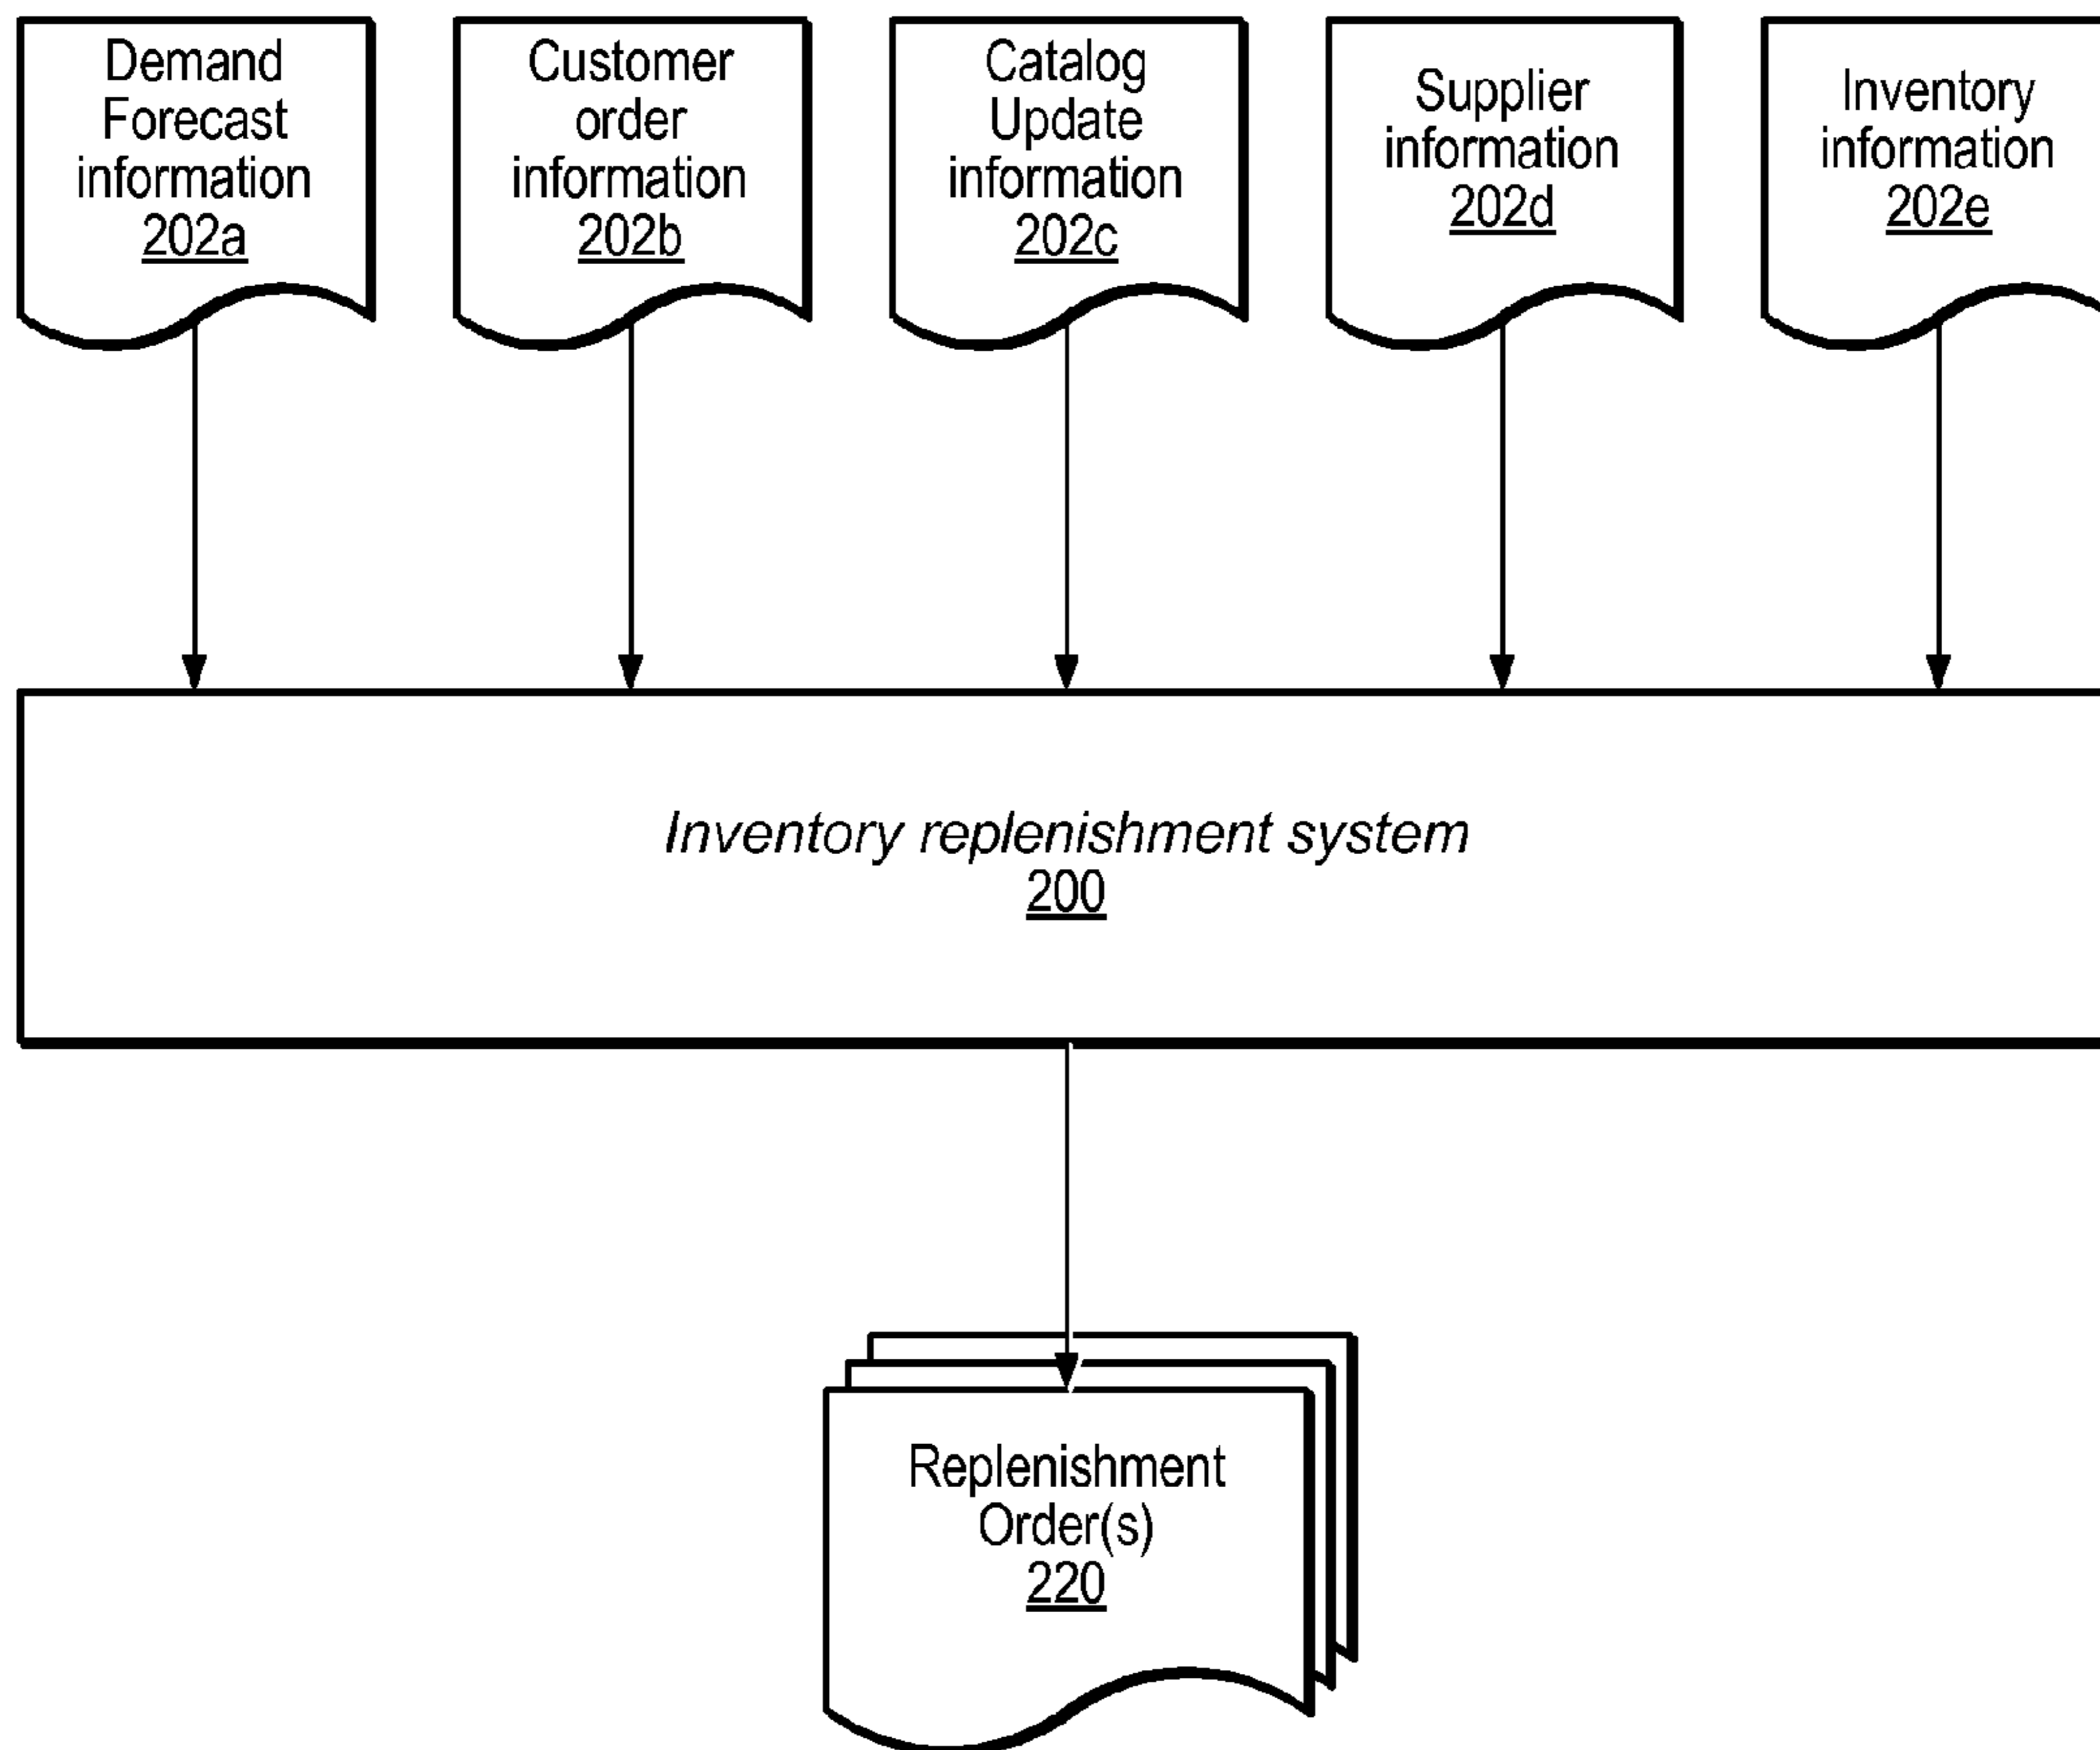 Demand
Forecast
information
202a
Customer
order
information
202b
Catalog
Update
information
202c
Supplier
information
202d
Inventory
information
202e
Inventory replenishment system
200
Replenishment
Order(s)
220